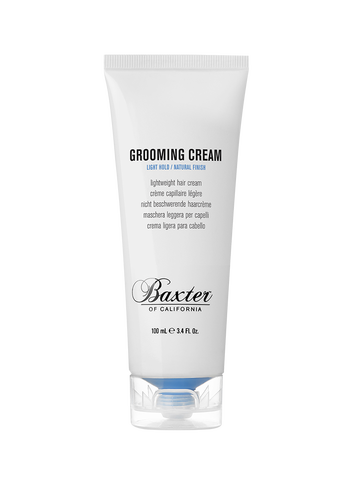 GROOMING CREAM
LIGHT HOLD / NATURAL FINISH
lightweight hair cream
crème capillaire légère
nicht beschwerende haarcrème
maschera leggera per capelli
crema ligera para cabello
Baxter
OF CALIFORNIA
100 mL ℮ 3.4 Fl. Oz.